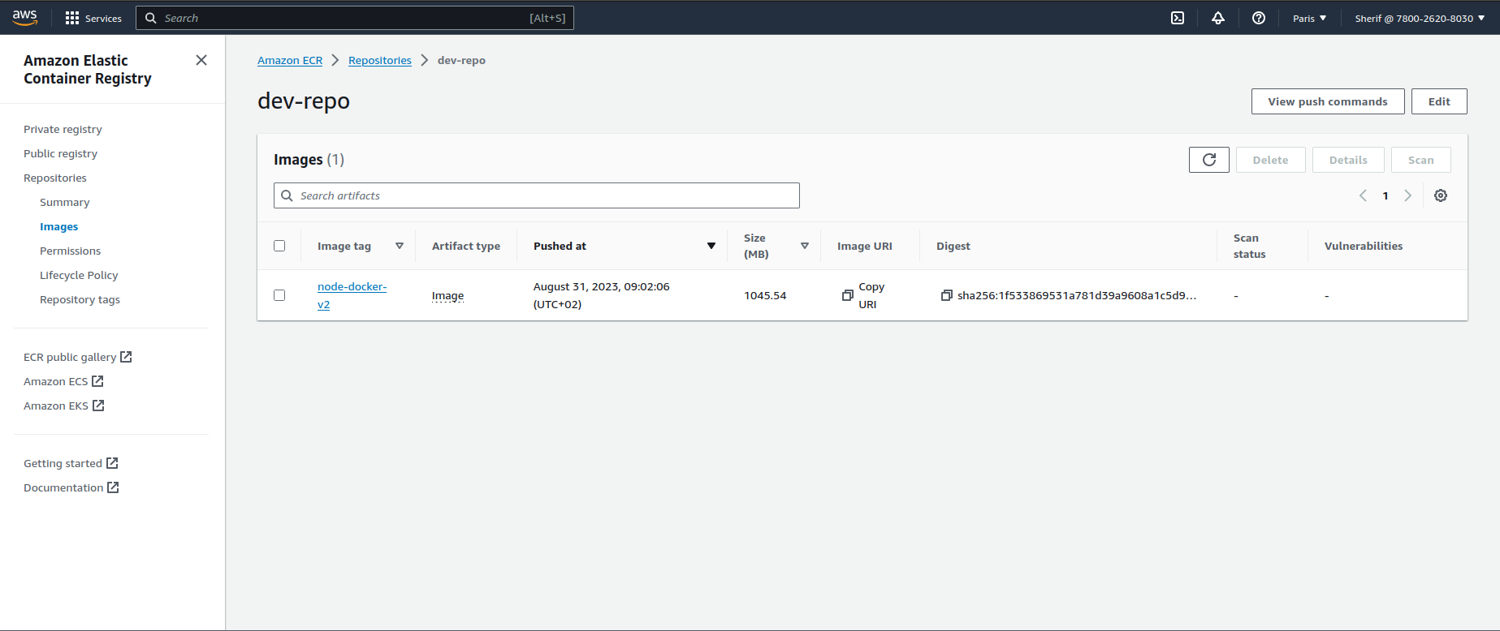 aws
Services
Search
[Alt+S]
Paris
Sherif @ 7800-2620-8030
Amazon Elastic
Container Registry
Private registry
Public registry
Repositories
Summary
Images
Permissions
Lifecycle Policy
Repository tags
ECR public gallery
Amazon ECS
Amazon EKS
Getting started
Documentation
Amazon ECR > Repositories > dev-repo
dev-repo
View push commands
Edit
Images (1)
Delete
Details
Scan
Search artifacts
1
Image tag
Artifact type
Pushed at
Size
(MB)
Image URI
Digest
Scan
status
Vulnerabilities
node-docker-
v2
Image
August 31, 2023, 09:02:06
(UTC+02)
1045.54
Copy
URI
sha256:1f533869531a781d39a9608a1c5d9...
-
-